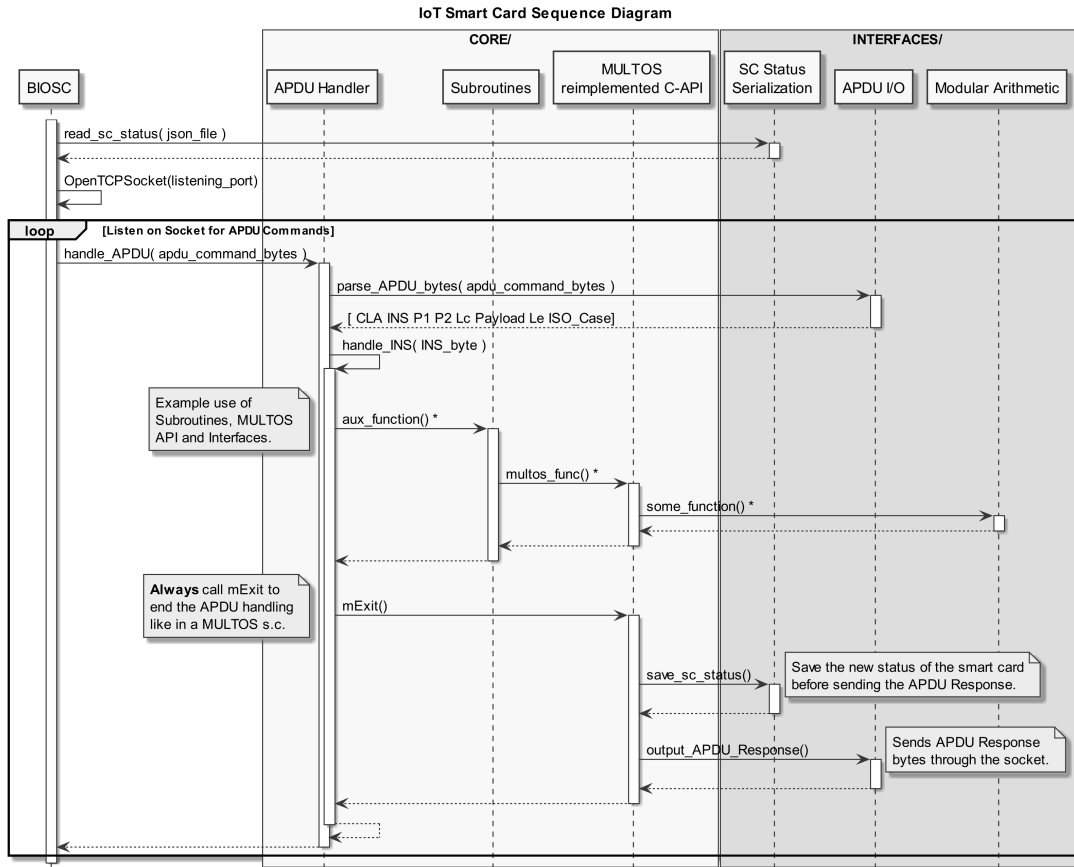 IoT Smart Card Sequence Diagram
CORE/
INTERFACES/
BIOSC
APDU Handler
Subroutines
MULTOS
reimplemented C-API
SC Status
Serialization
APDU I/O
Modular Arithmetic
read_sc_status( json_file )
OpenTCPSocket(listening_port)
loop
[Listen on Socket for APDU Commands]
handle_APDU( apdu_command_bytes )
parse_APDU_bytes( apdu_command_bytes )
[ CLA INS P1 P2 Lc Payload Le ISO_Case]
handle_INS( INS_byte )
Example use of
Subroutines, MULTOS
API and Interfaces.
aux_function() *
multos_func() *
some_function() *
Always call mExit to
end the APDU handling
like in a MULTOS s.c.
mExit()
save_sc_status()
Save the new status of the smart card
before sending the APDU Response.
output_APDU_Response()
Sends APDU Response
bytes through the socket.